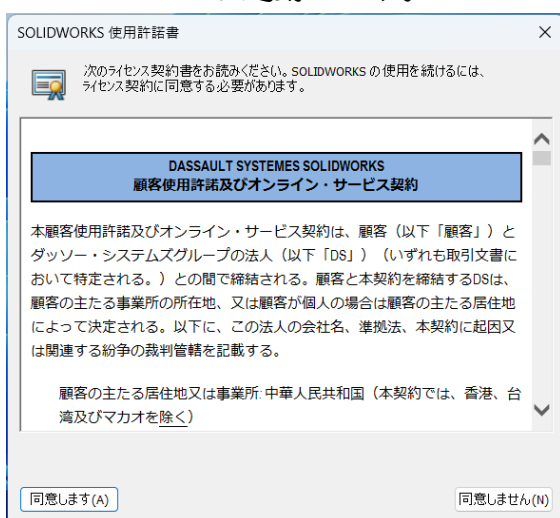 SOLIDWORKS 使用許諾書
次のライセンス契約書をお読みください。SOLIDWORKS の使用を続けるには、
ライセンス契約に同意する必要があります。
DASSAULT SYSTEMES SOLIDWORKS
顧客使用許諾及びオンライン・サービス契約
本顧客使用許諾及びオンライン・サービス契約は、顧客（以下「顧客」）と
ダッソー・システムズグループの法人（以下「DS」）（いずれも取引文書に
おいて特定される。）との間で締結される。顧客と本契約を締結するDSは、
顧客の主たる事業所の所在地、又は顧客が個人の場合は顧客の主たる居住地
によって決定される。以下に、この法人の会社名、準拠法、本契約に起因又
は関連する紛争の裁判管轄を記載する。
顧客の主たる居住地又は事業所: 中華人民共和国（本契約では、香港、台
湾及びマカオを除く）
同意します(A)
同意しません(N)